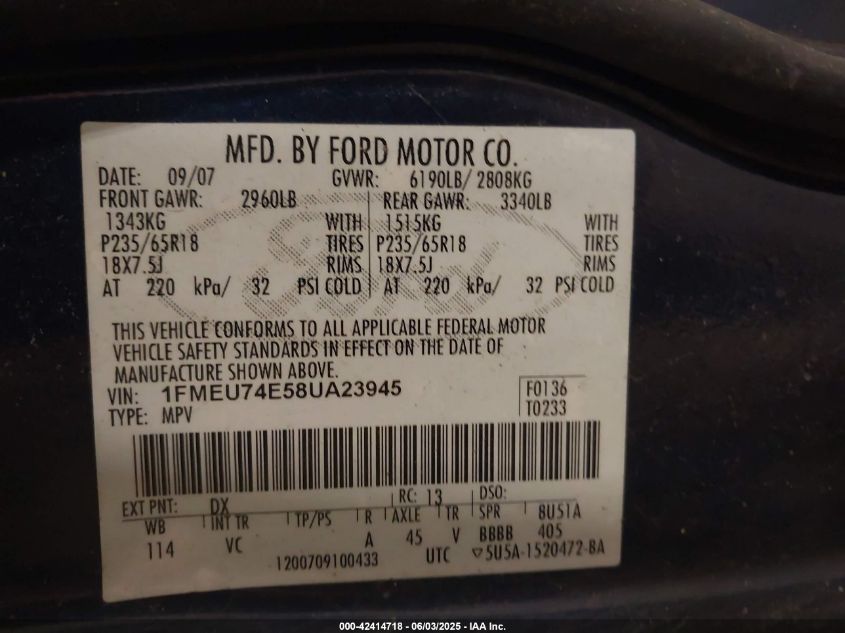 MFD. BY FORD MOTOR CO.
DATE: 09/07 GVWR: 6190LB/ 2808KG
FRONT GAWR: 2960LB REAR GAWR: 3340LB
1343KG WITH 1515KG WITH
P235/65R18 TIRES P235/65R18 TIRES
18X7.5J RIMS 18X7.5J RIMS
AT 220 kPa/ 32 PSI COLD AT 220 kPa/ 32 PSI COLD
THIS VEHICLE CONFORMS TO ALL APPLICABLE FEDERAL MOTOR
VEHICLE SAFETY STANDARDS IN EFFECT ON THE DATE OF
MANUFACTURE SHOWN ABOVE.
VIN: 1FMEU74E58UA23945 F0136
TYPE: MPV T0233
EXT PNT: DX RC: 13 DSO:
WB INT TR TP/PS R AXLE TR SPR 8U51A
114 VC A 45 V BBBB 405
1200709100433 UTC ▽5U5A-1520472-BA
Ford
000-42414718 - 06/03/2025 - IAA Inc.